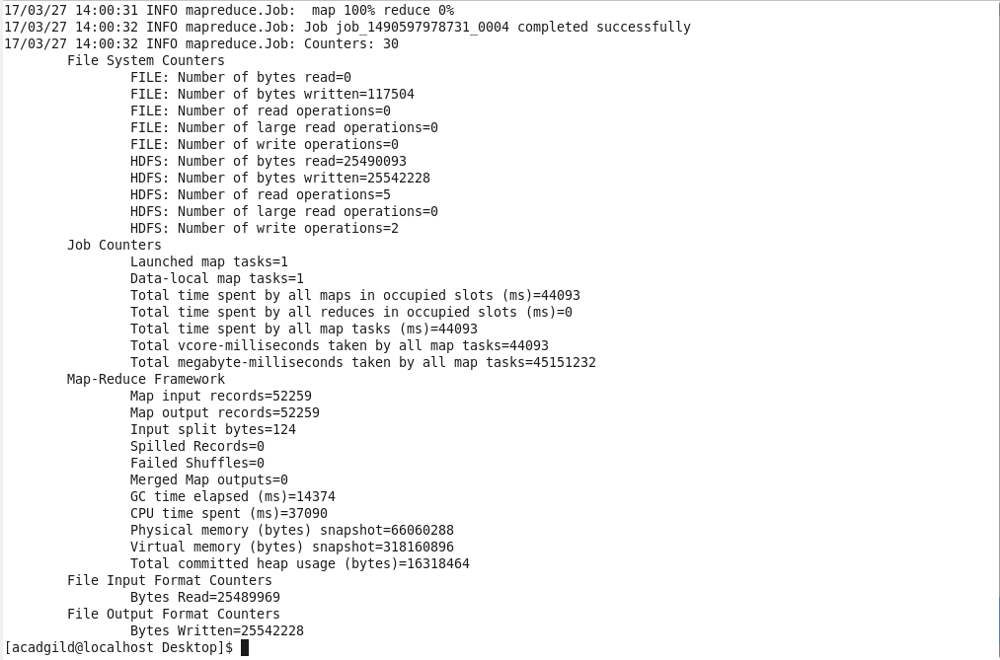 17/03/27 14:00:31 INFO mapreduce.Job:  map 100% reduce 0%
17/03/27 14:00:32 INFO mapreduce.Job: Job job_1490597978731_0004 completed successfully
17/03/27 14:00:32 INFO mapreduce.Job: Counters: 30
File System Counters
FILE: Number of bytes read=0
FILE: Number of bytes written=117504
FILE: Number of read operations=0
FILE: Number of large read operations=0
FILE: Number of write operations=0
HDFS: Number of bytes read=25490093
HDFS: Number of bytes written=25542228
HDFS: Number of read operations=5
HDFS: Number of large read operations=0
HDFS: Number of write operations=2
Job Counters
Launched map tasks=1
Data-local map tasks=1
Total time spent by all maps in occupied slots (ms)=44093
Total time spent by all reduces in occupied slots (ms)=0
Total time spent by all map tasks (ms)=44093
Total vcore-milliseconds taken by all map tasks=44093
Total megabyte-milliseconds taken by all map tasks=45151232
Map-Reduce Framework
Map input records=52259
Map output records=52259
Input split bytes=124
Spilled Records=0
Failed Shuffles=0
Merged Map outputs=0
GC time elapsed (ms)=14374
CPU time spent (ms)=37090
Physical memory (bytes) snapshot=66060288
Virtual memory (bytes) snapshot=318160896
Total committed heap usage (bytes)=16318464
File Input Format Counters
Bytes Read=25489969
File Output Format Counters
Bytes Written=25542228
[acadgild@localhost Desktop]$